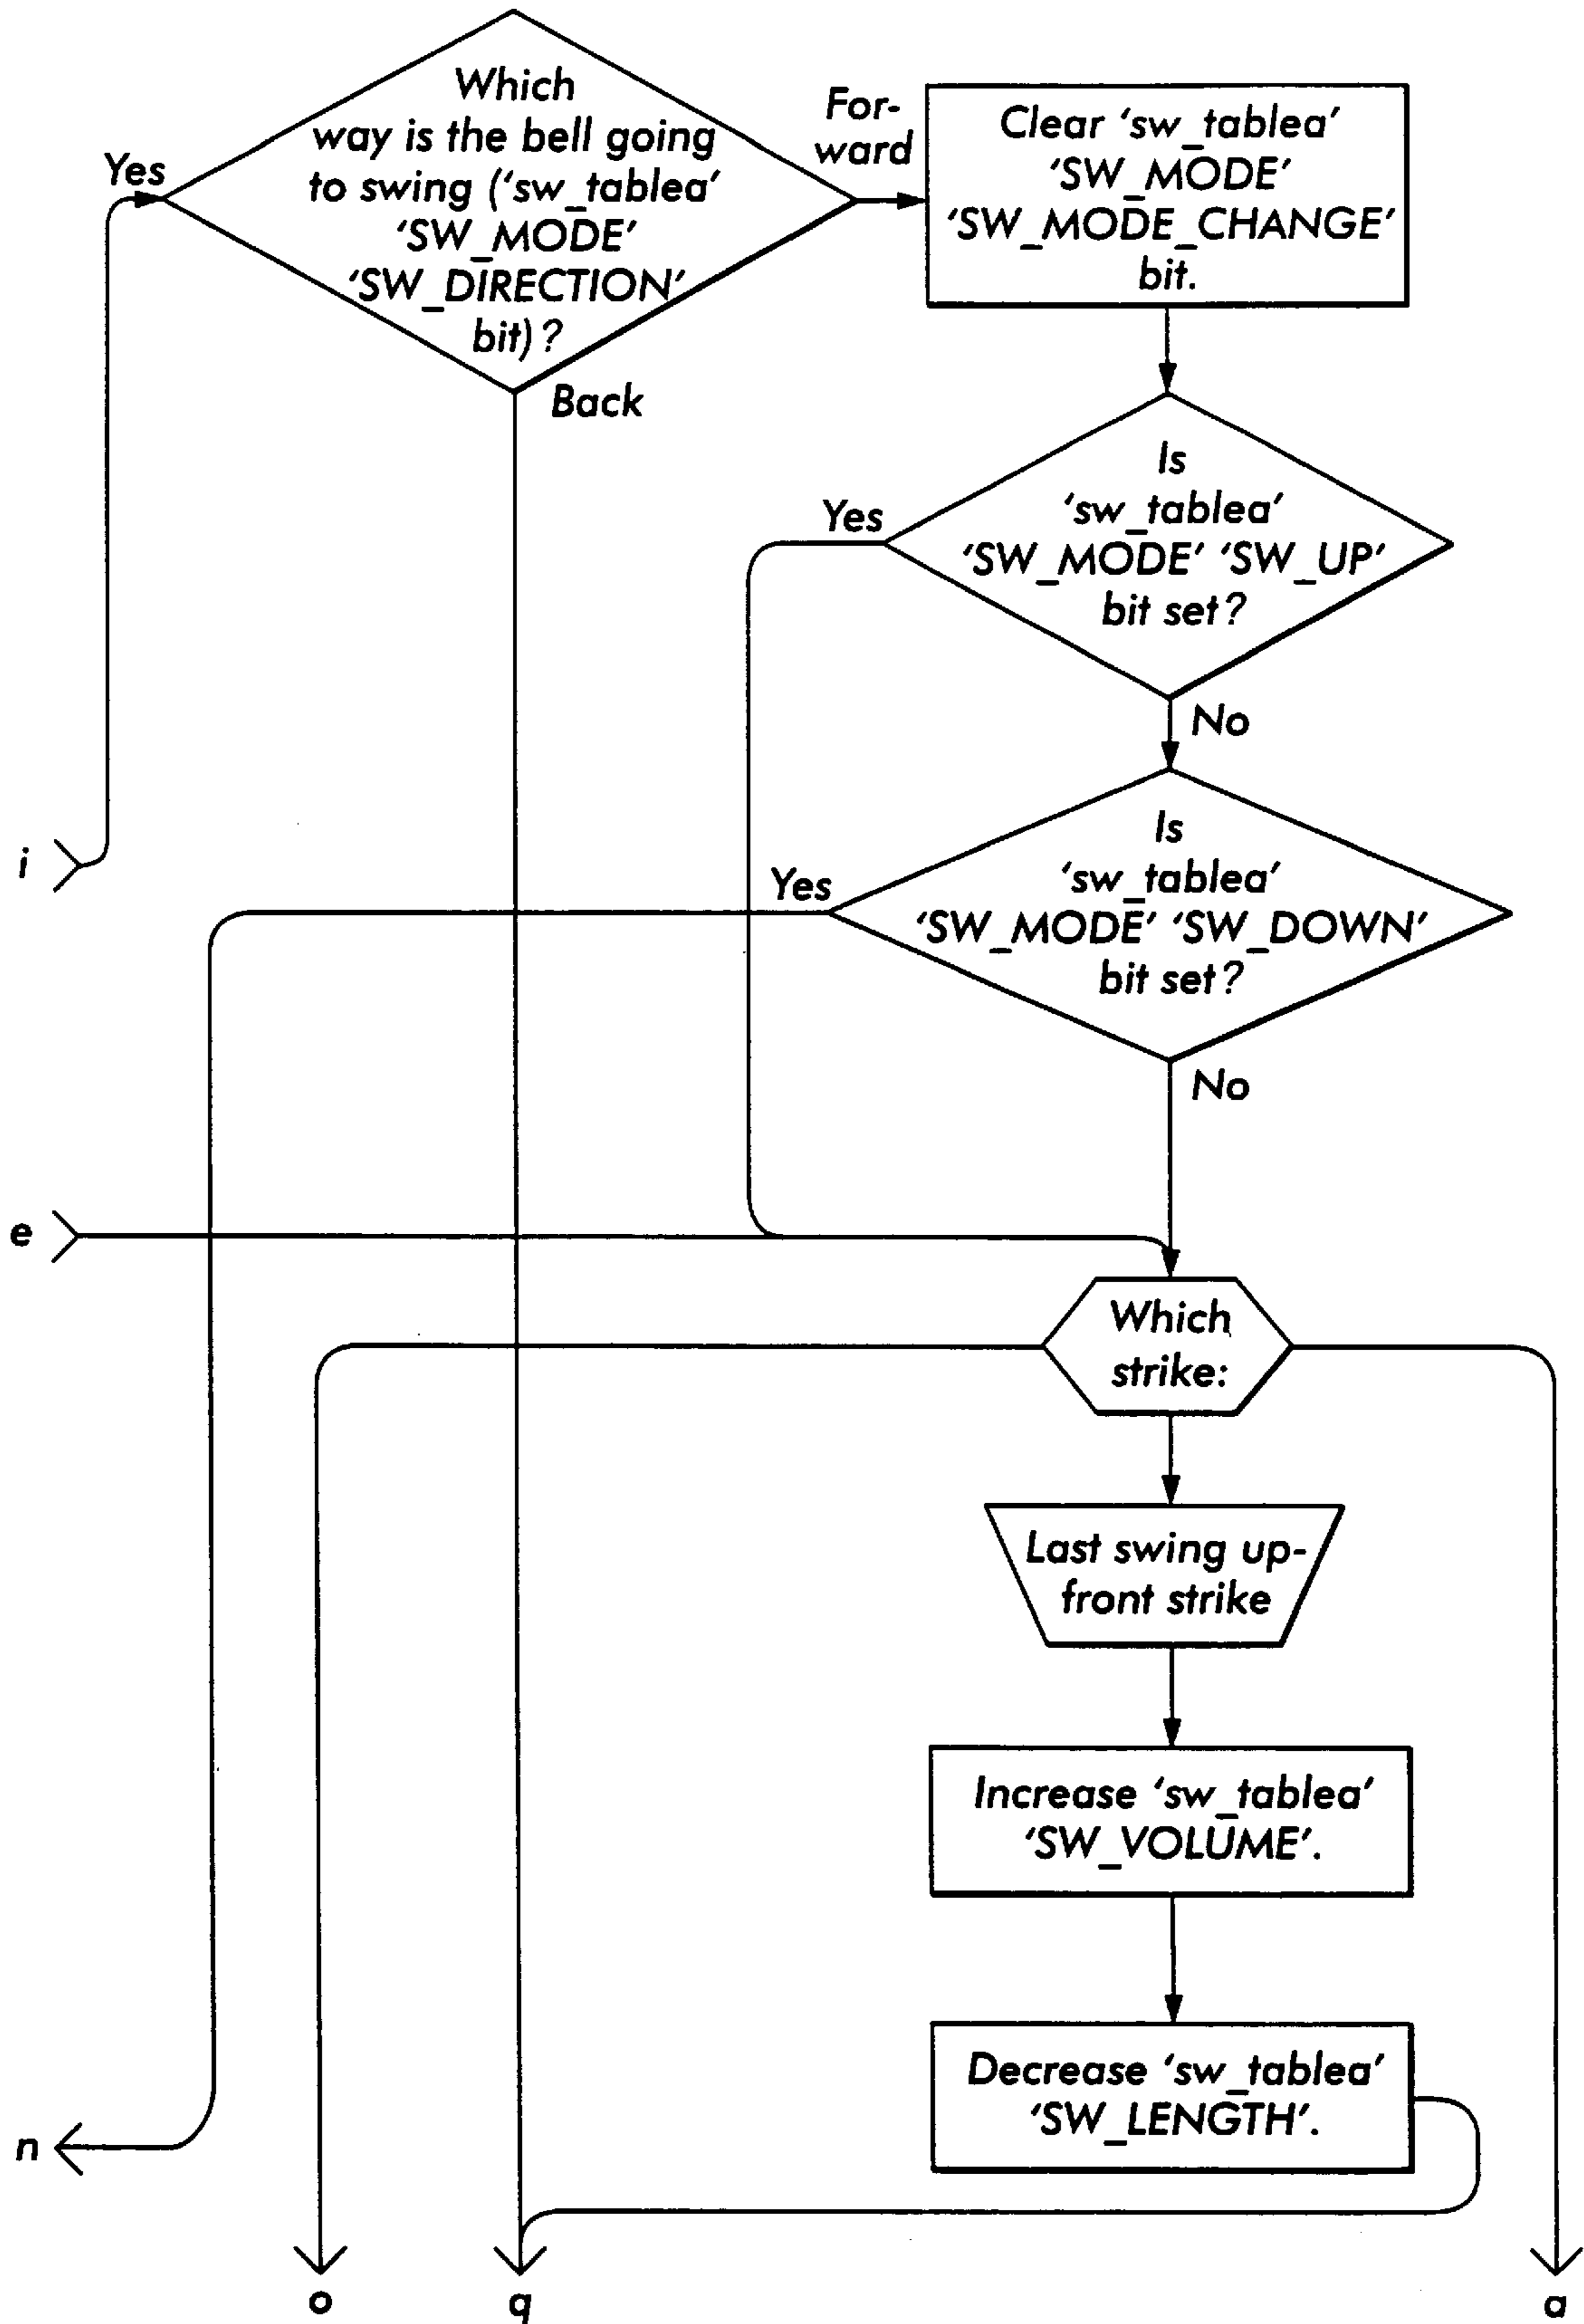 Which
way is the bell going
to swing ('sw_tablea'
'SW_MODE'
'SW_DIRECTION'
bit)?
Yes
For-
ward
Back
Clear 'sw_tablea'
'SW_MODE'
'SW_MODE_CHANGE'
bit.
Is
'sw_tablea'
'SW_MODE' 'SW_UP'
bit set?
Yes
No
i
Is
'sw_tablea'
'SW_MODE' 'SW_DOWN'
bit set?
Yes
No
e
Which
strike:
Last swing up-
front strike
Increase 'sw_tablea'
'SW_VOLUME'.
Decrease 'sw_tablea'
'SW_LENGTH'.
n
o
q
a